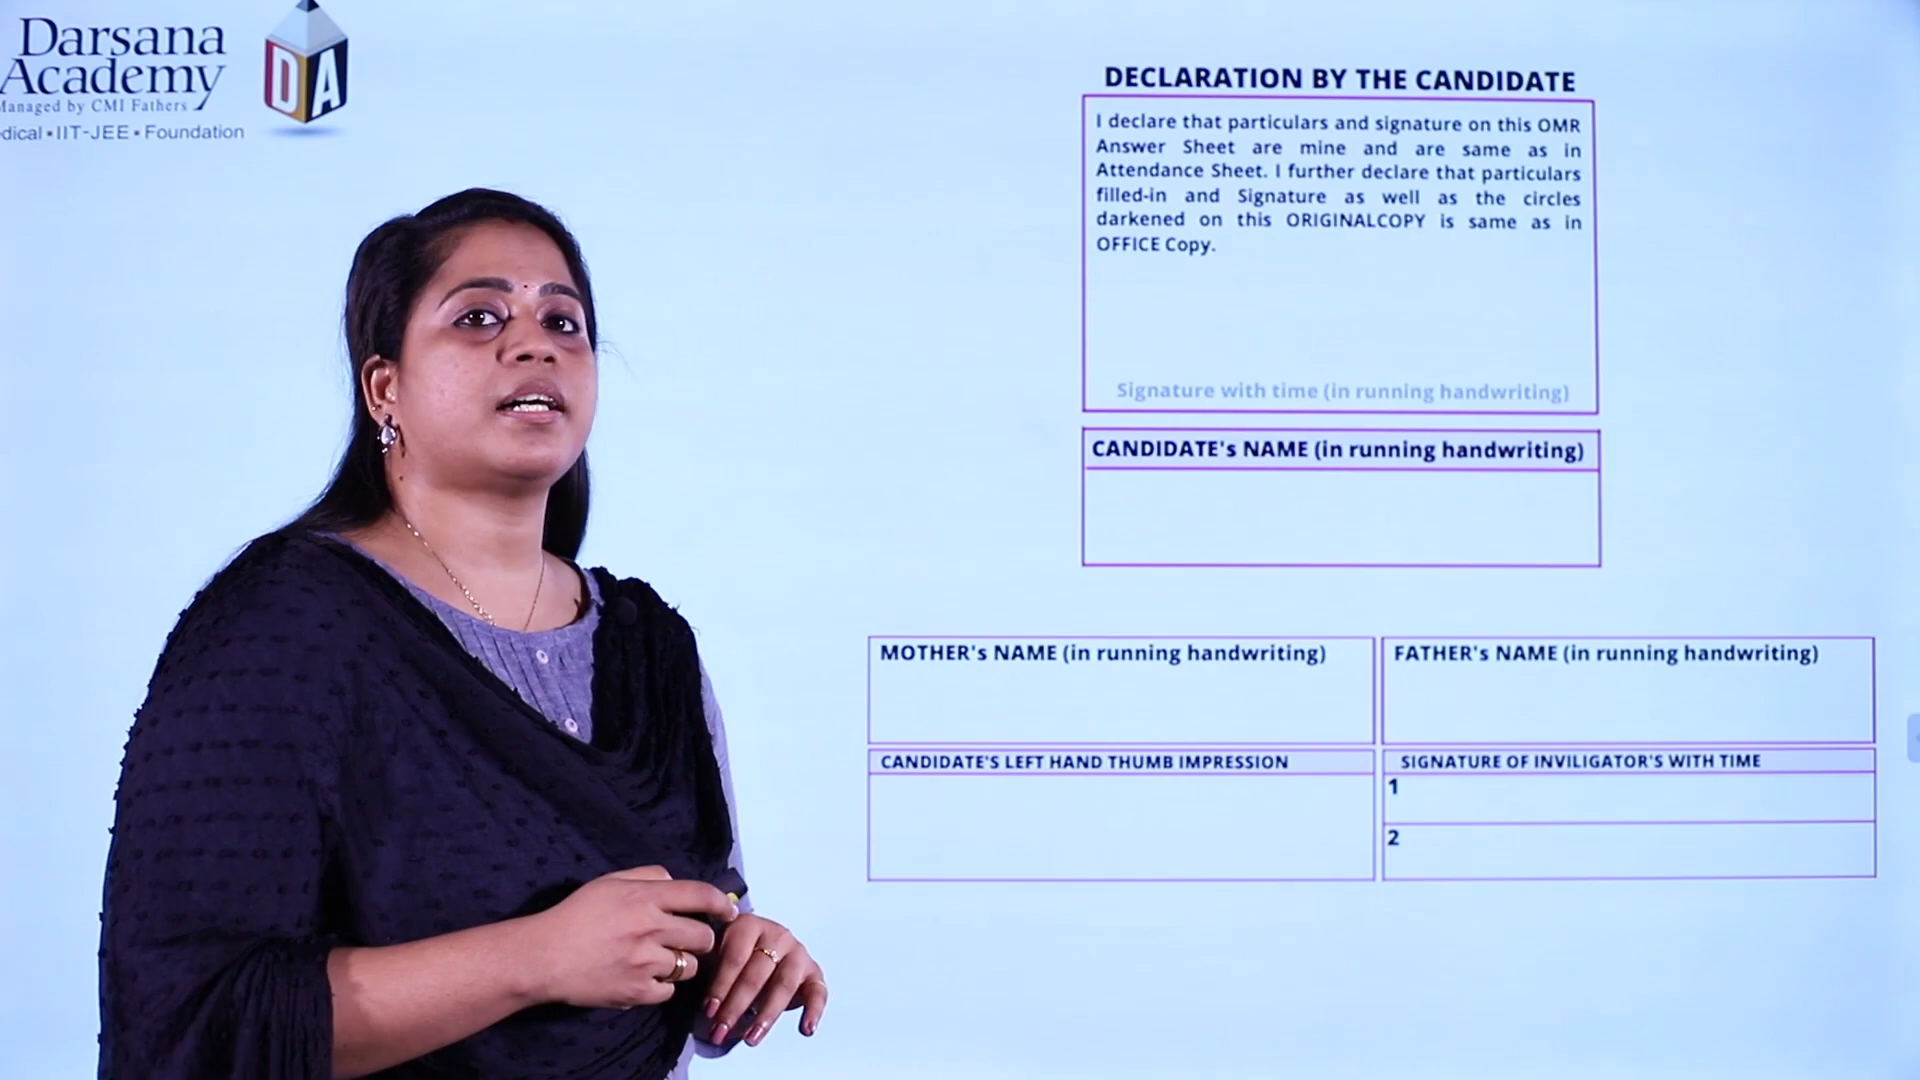 Darsana
Academy
Managed by CMI Fathers
dical ▪ IIT-JEE ▪ Foundation
DA
DECLARATION BY THE CANDIDATE
I declare that particulars and signature on this OMR
Answer Sheet are mine and are same as in
Attendance Sheet. I further declare that particulars
filled-in and Signature as well as the circles
darkened on this ORIGINALCOPY is same as in
OFFICE Copy.
Signature with time (in running handwriting)
CANDIDATE's NAME (in running handwriting)
MOTHER's NAME (in running handwriting)
FATHER's NAME (in running handwriting)
CANDIDATE'S LEFT HAND THUMB IMPRESSION
SIGNATURE OF INVILIGATOR'S WITH TIME
1
2